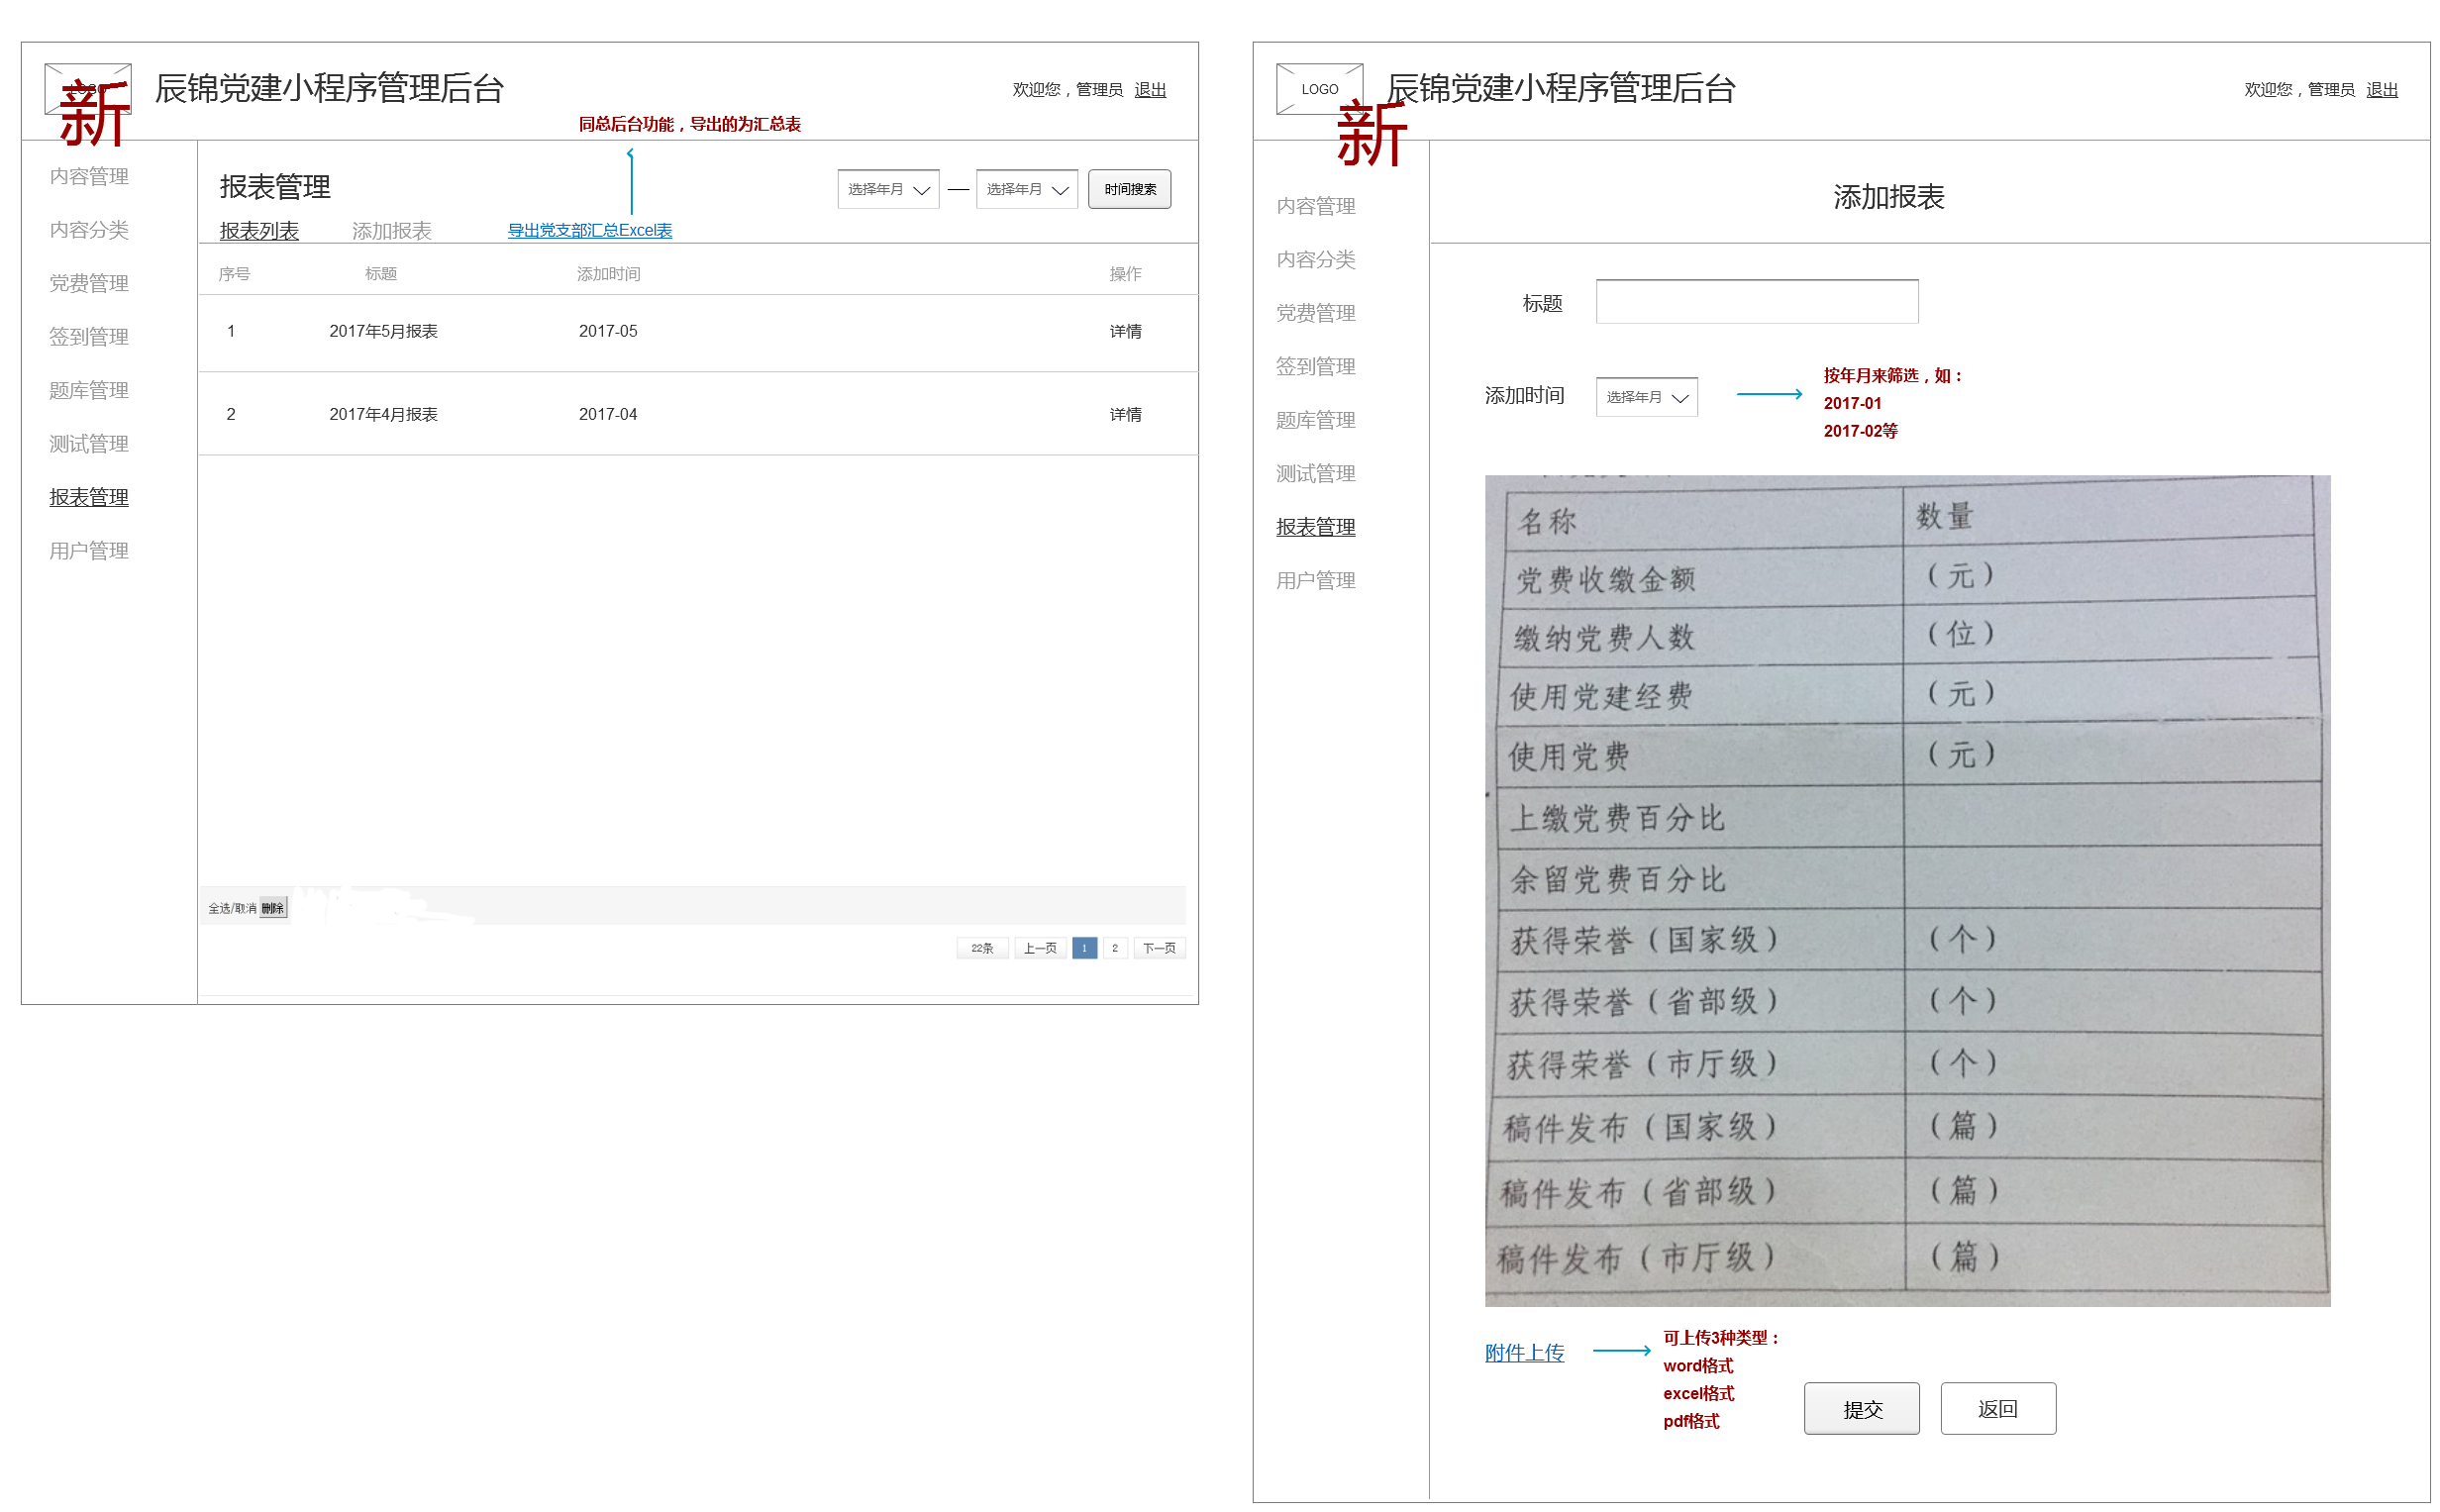 LOGO
新
辰锦党建小程序管理后台
欢迎您，管理员 退出
同总后台功能，导出的为汇总表
内容管理
内容分类
党费管理
签到管理
题库管理
测试管理
报表管理
用户管理
报表管理
选择年月 — 选择年月 时间搜索
报表列表 添加报表 导出党支部汇总Excel表
序号 标题 添加时间 操作
1 2017年5月报表 2017-05 详情
2 2017年4月报表 2017-04 详情
全选/取消 删除
22条 上一页 1 2 下一页
LOGO
新
辰锦党建小程序管理后台
欢迎您，管理员 退出
内容管理
内容分类
党费管理
签到管理
题库管理
测试管理
报表管理
用户管理
添加报表
标题
添加时间 选择年月
按年月来筛选，如：
2017-01
2017-02等
名称 数量
党费收缴金额 （元）
缴纳党费人数 （位）
使用党建经费 （元）
使用党费 （元）
上缴党费百分比
余留党费百分比
获得荣誉（国家级） （个）
获得荣誉（省部级） （个）
获得荣誉（市厅级） （个）
稿件发布（国家级） （篇）
稿件发布（省部级） （篇）
稿件发布（市厅级） （篇）
附件上传
可上传3种类型：
word格式
excel格式
pdf格式
提交 返回